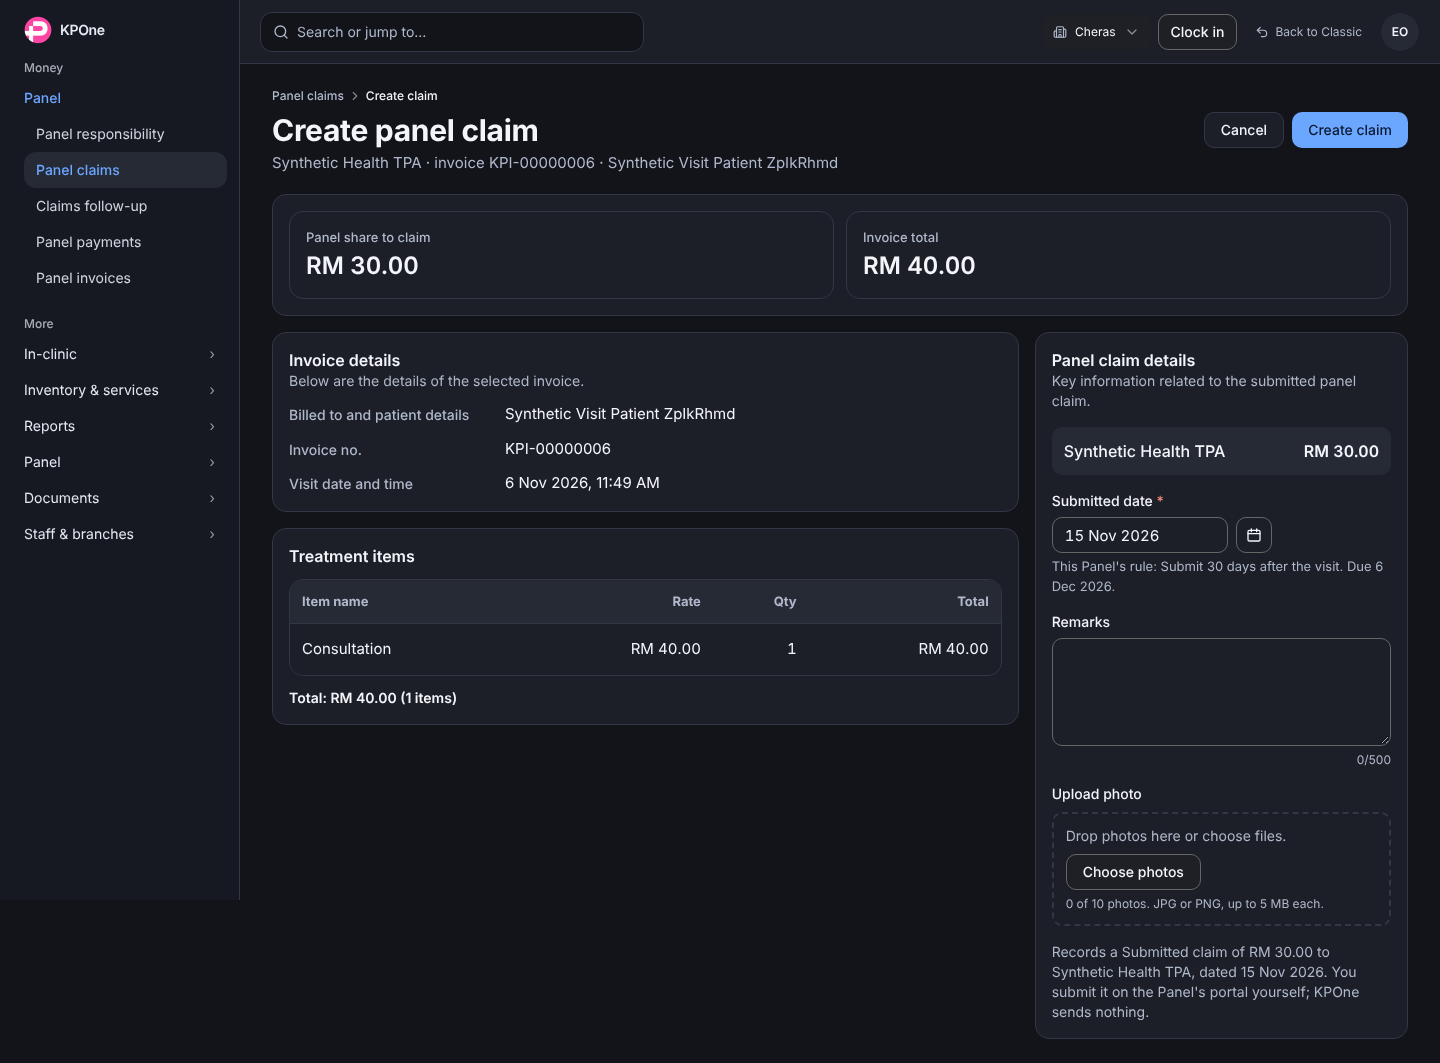 KPOne
Search or jump to...
Cheras
Clock in
Back to Classic
EO
Money
Panel
Panel responsibility
Panel claims
Claims follow-up
Panel payments
Panel invoices
More
In-clinic
Inventory & services
Reports
Panel
Documents
Staff & branches
Panel claims > Create claim
Create panel claim
Synthetic Health TPA · invoice KPI-00000006 · Synthetic Visit Patient ZpIkRhmd
Cancel
Create claim
Panel share to claim
RM 30.00
Invoice total
RM 40.00
Invoice details
Below are the details of the selected invoice.
Billed to and patient details Synthetic Visit Patient ZpIkRhmd
Invoice no. KPI-00000006
Visit date and time 6 Nov 2026, 11:49 AM
Treatment items
Item name Rate Qty Total
Consultation RM 40.00 1 RM 40.00
Total: RM 40.00 (1 items)
Panel claim details
Key information related to the submitted panel
claim.
Synthetic Health TPA RM 30.00
Submitted date *
15 Nov 2026
This Panel's rule: Submit 30 days after the visit. Due 6
Dec 2026.
Remarks
0/500
Upload photo
Drop photos here or choose files.
Choose photos
0 of 10 photos. JPG or PNG, up to 5 MB each.
Records a Submitted claim of RM 30.00 to
Synthetic Health TPA, dated 15 Nov 2026. You
submit it on the Panel's portal yourself; KPOne
sends nothing.